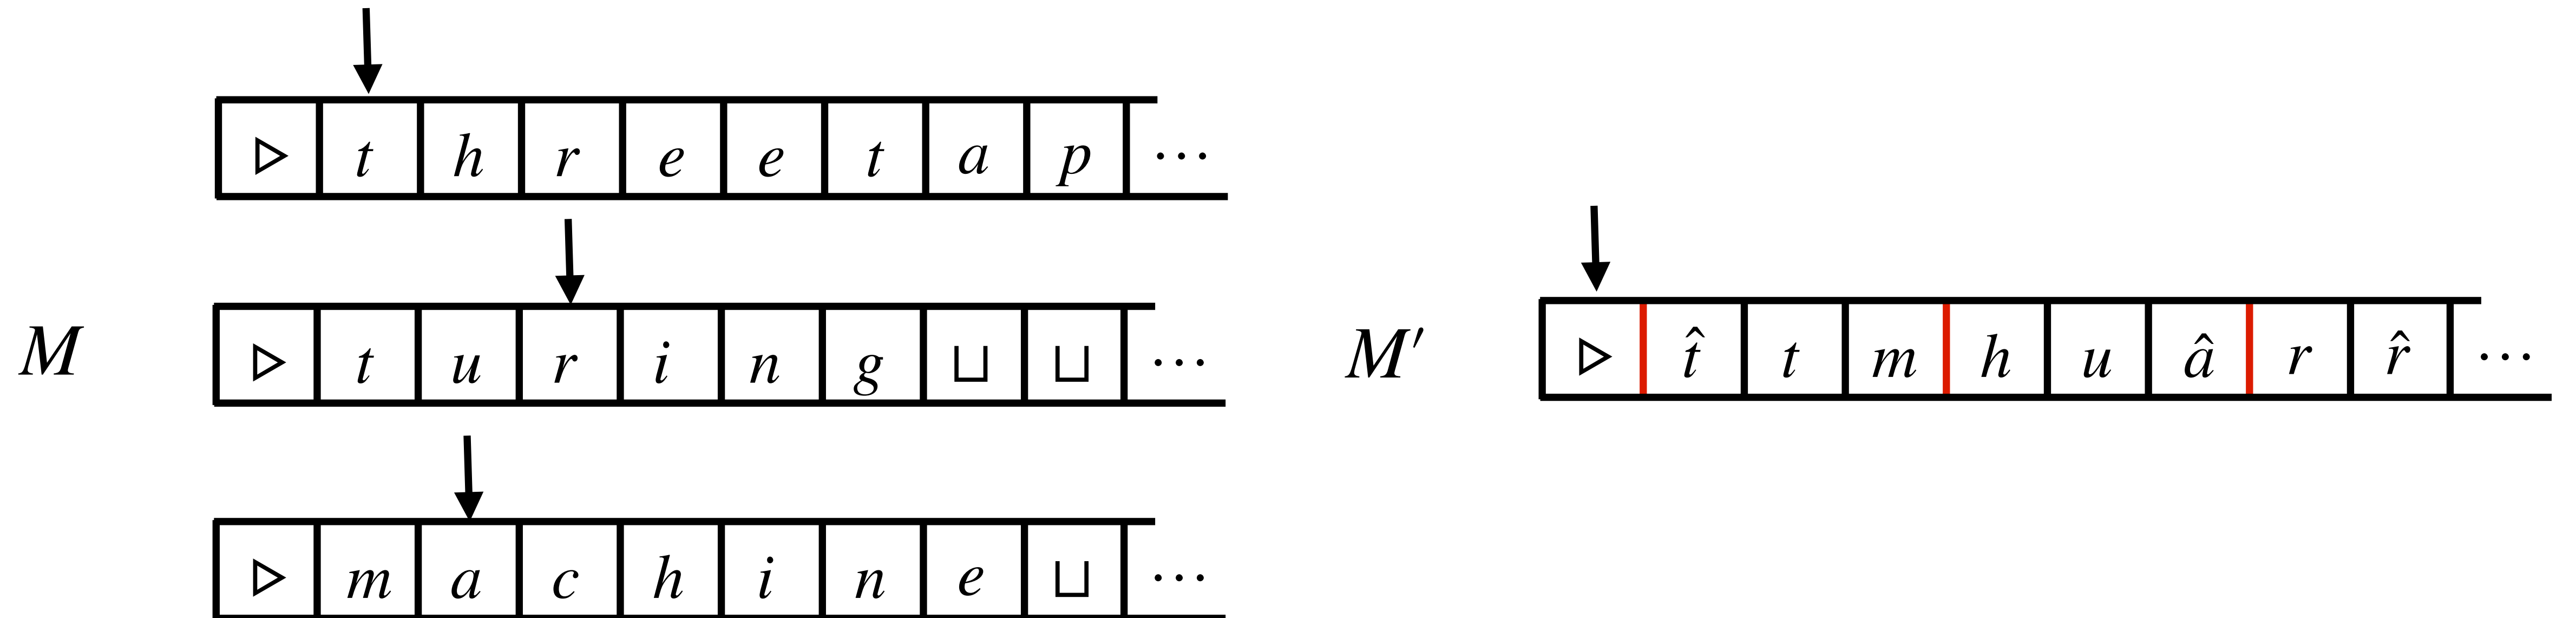 ▷ t h r e e t a p ⋯
M ▷ t u r i n g ⊔ ⊔ ⋯
▷ m a c h i n e ⊔ ⋯
M′ ▷ t̂ t m h u â r r̂ ⋯